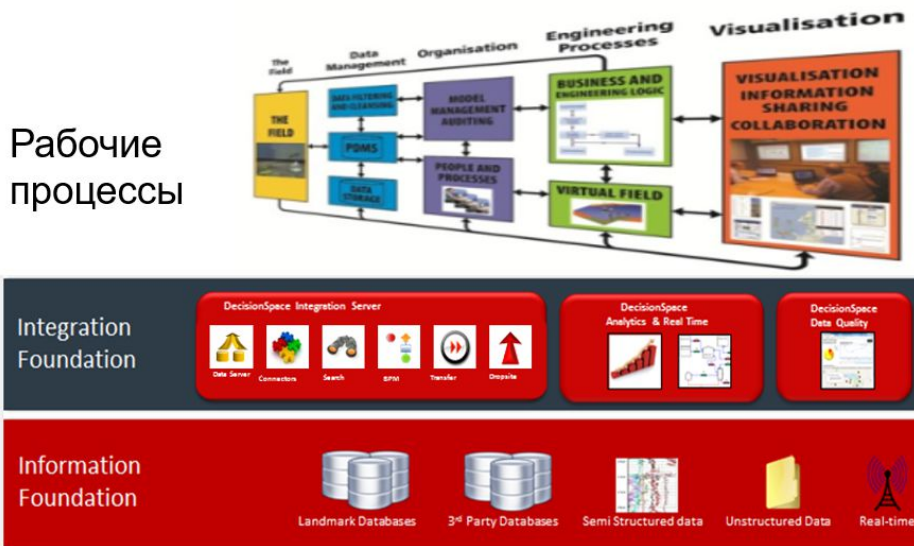 The
Field
Data
Management
Organisation
Engineering
Processes
Visualisation
THE
FIELD
DATA FILTERING
AND CLEANSING
PDMS
DATA
STORAGE
MODEL
MANAGEMENT
AUDITING
PEOPLE AND
PROCESSES
BUSINESS AND
ENGINEERING LOGIC
VIRTUAL FIELD
VISUALISATION
INFORMATION
SHARING
COLLABORATION
Рабочие
процессы
Integration
Foundation
DecisionSpace Integration Server
Data Server
Connectors
Search
BPM
Transfer
Dropsite
DecisionSpace
Analytics & Real Time
DecisionSpace
Data Quality
Information
Foundation
Landmark Databases
3rd Party Databases
Semi Structured data
Unstructured Data
Real-time